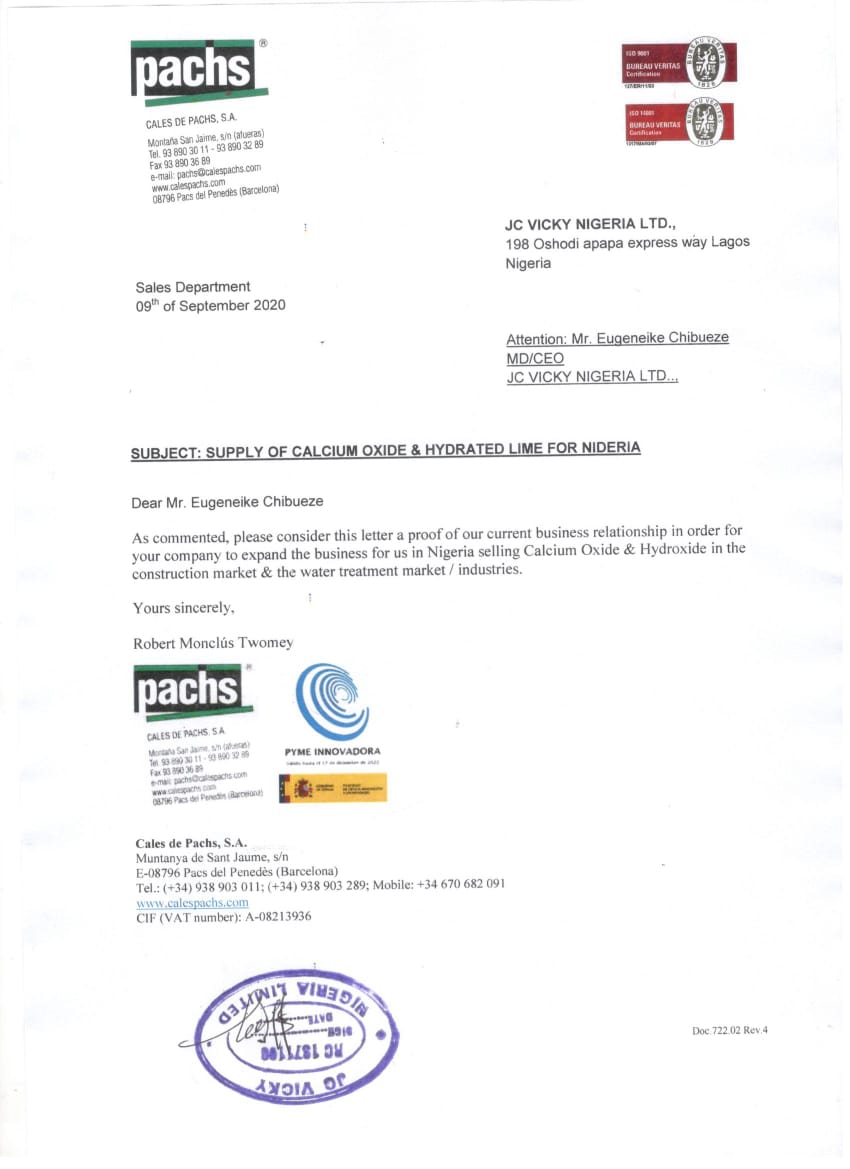 pachs®
CALES DE PACHS, S.A.
Montaña San Jaime, s/n (afueras)
Tel. 93 890 30 11 - 93 890 32 89
Fax 93 890 36 89
e-mail: pachs@calespachs.com
www.calespachs.com
08796 Pacs del Penedès (Barcelona)
ISO 9001
BUREAU VERITAS
Certification
BUREAU VERITAS
1828
ISO 14001
BUREAU VERITAS
Certification
BUREAU VERITAS
1828
JC VICKY NIGERIA LTD.,
198 Oshodi apapa express way Lagos
Nigeria
Sales Department
09th of September 2020
Attention: Mr. Eugeneike Chibueze
MD/CEO
JC VICKY NIGERIA LTD...
SUBJECT: SUPPLY OF CALCIUM OXIDE & HYDRATED LIME FOR NIDERIA
Dear Mr. Eugeneike Chibueze
As commented, please consider this letter a proof of our current business relationship in order for
your company to expand the business for us in Nigeria selling Calcium Oxide & Hydroxide in the
construction market & the water treatment market / industries.
Yours sincerely,
Robert Monclús Twomey
pachs®
CALES DE PACHS, S.A.
Montaña San Jaime, s/n (afueras)
Tel. 93 890 30 11 - 93 890 32 89
Fax 93 890 36 89
e-mail: pachs@calespachs.com
www.calespachs.com
08796 Pacs del Penedès (Barcelona)
PYME INNOVADORA
Válido hasta el 17 de diciembre de 2022
Cales de Pachs, S.A.
Muntanya de Sant Jaume, s/n
E-08796 Pacs del Penedès (Barcelona)
Tel.: (+34) 938 903 011; (+34) 938 903 289; Mobile: +34 670 682 091
www.calespachs.com
CIF (VAT number): A-08213936
JC VICKY
NIGERIA LIMITED
SIGN
DATE
Doc.722.02 Rev.4